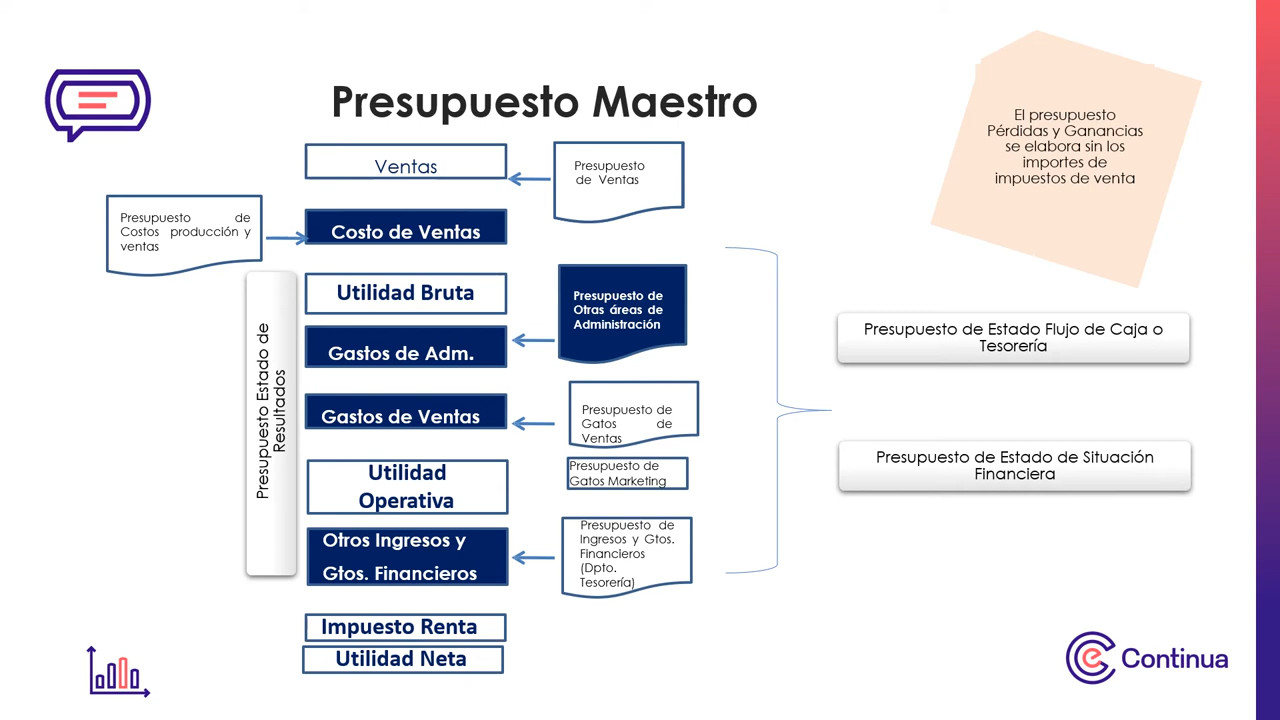 Presupuesto Maestro
El presupuesto
Pérdidas y Ganancias
se elabora sin los
importes de
impuestos de venta
Ventas
Presupuesto
de Ventas
Presupuesto de
Costos producción y
ventas
Costo de Ventas
Utilidad Bruta
Presupuesto de
Otras áreas de
Administración
Gastos de Adm.
Presupuesto Estado de
Resultados
Gastos de Ventas
Presupuesto de
Gatos de
Ventas
Presupuesto de
Gatos Marketing
Utilidad
Operativa
Otros Ingresos y
Gtos. Financieros
Presupuesto de
Ingresos y Gtos.
Financieros
(Dpto.
Tesorería)
Impuesto Renta
Utilidad Neta
Presupuesto de Estado Flujo de Caja o
Tesorería
Presupuesto de Estado de Situación
Financiera
e Continua